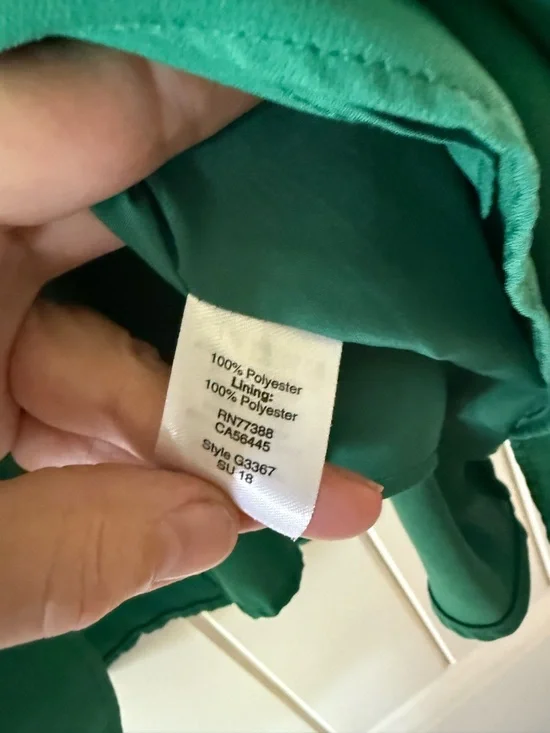 100% Polyester
Lining:
100% Polyester
RN77388
CA56445
Style G3367
SU 18